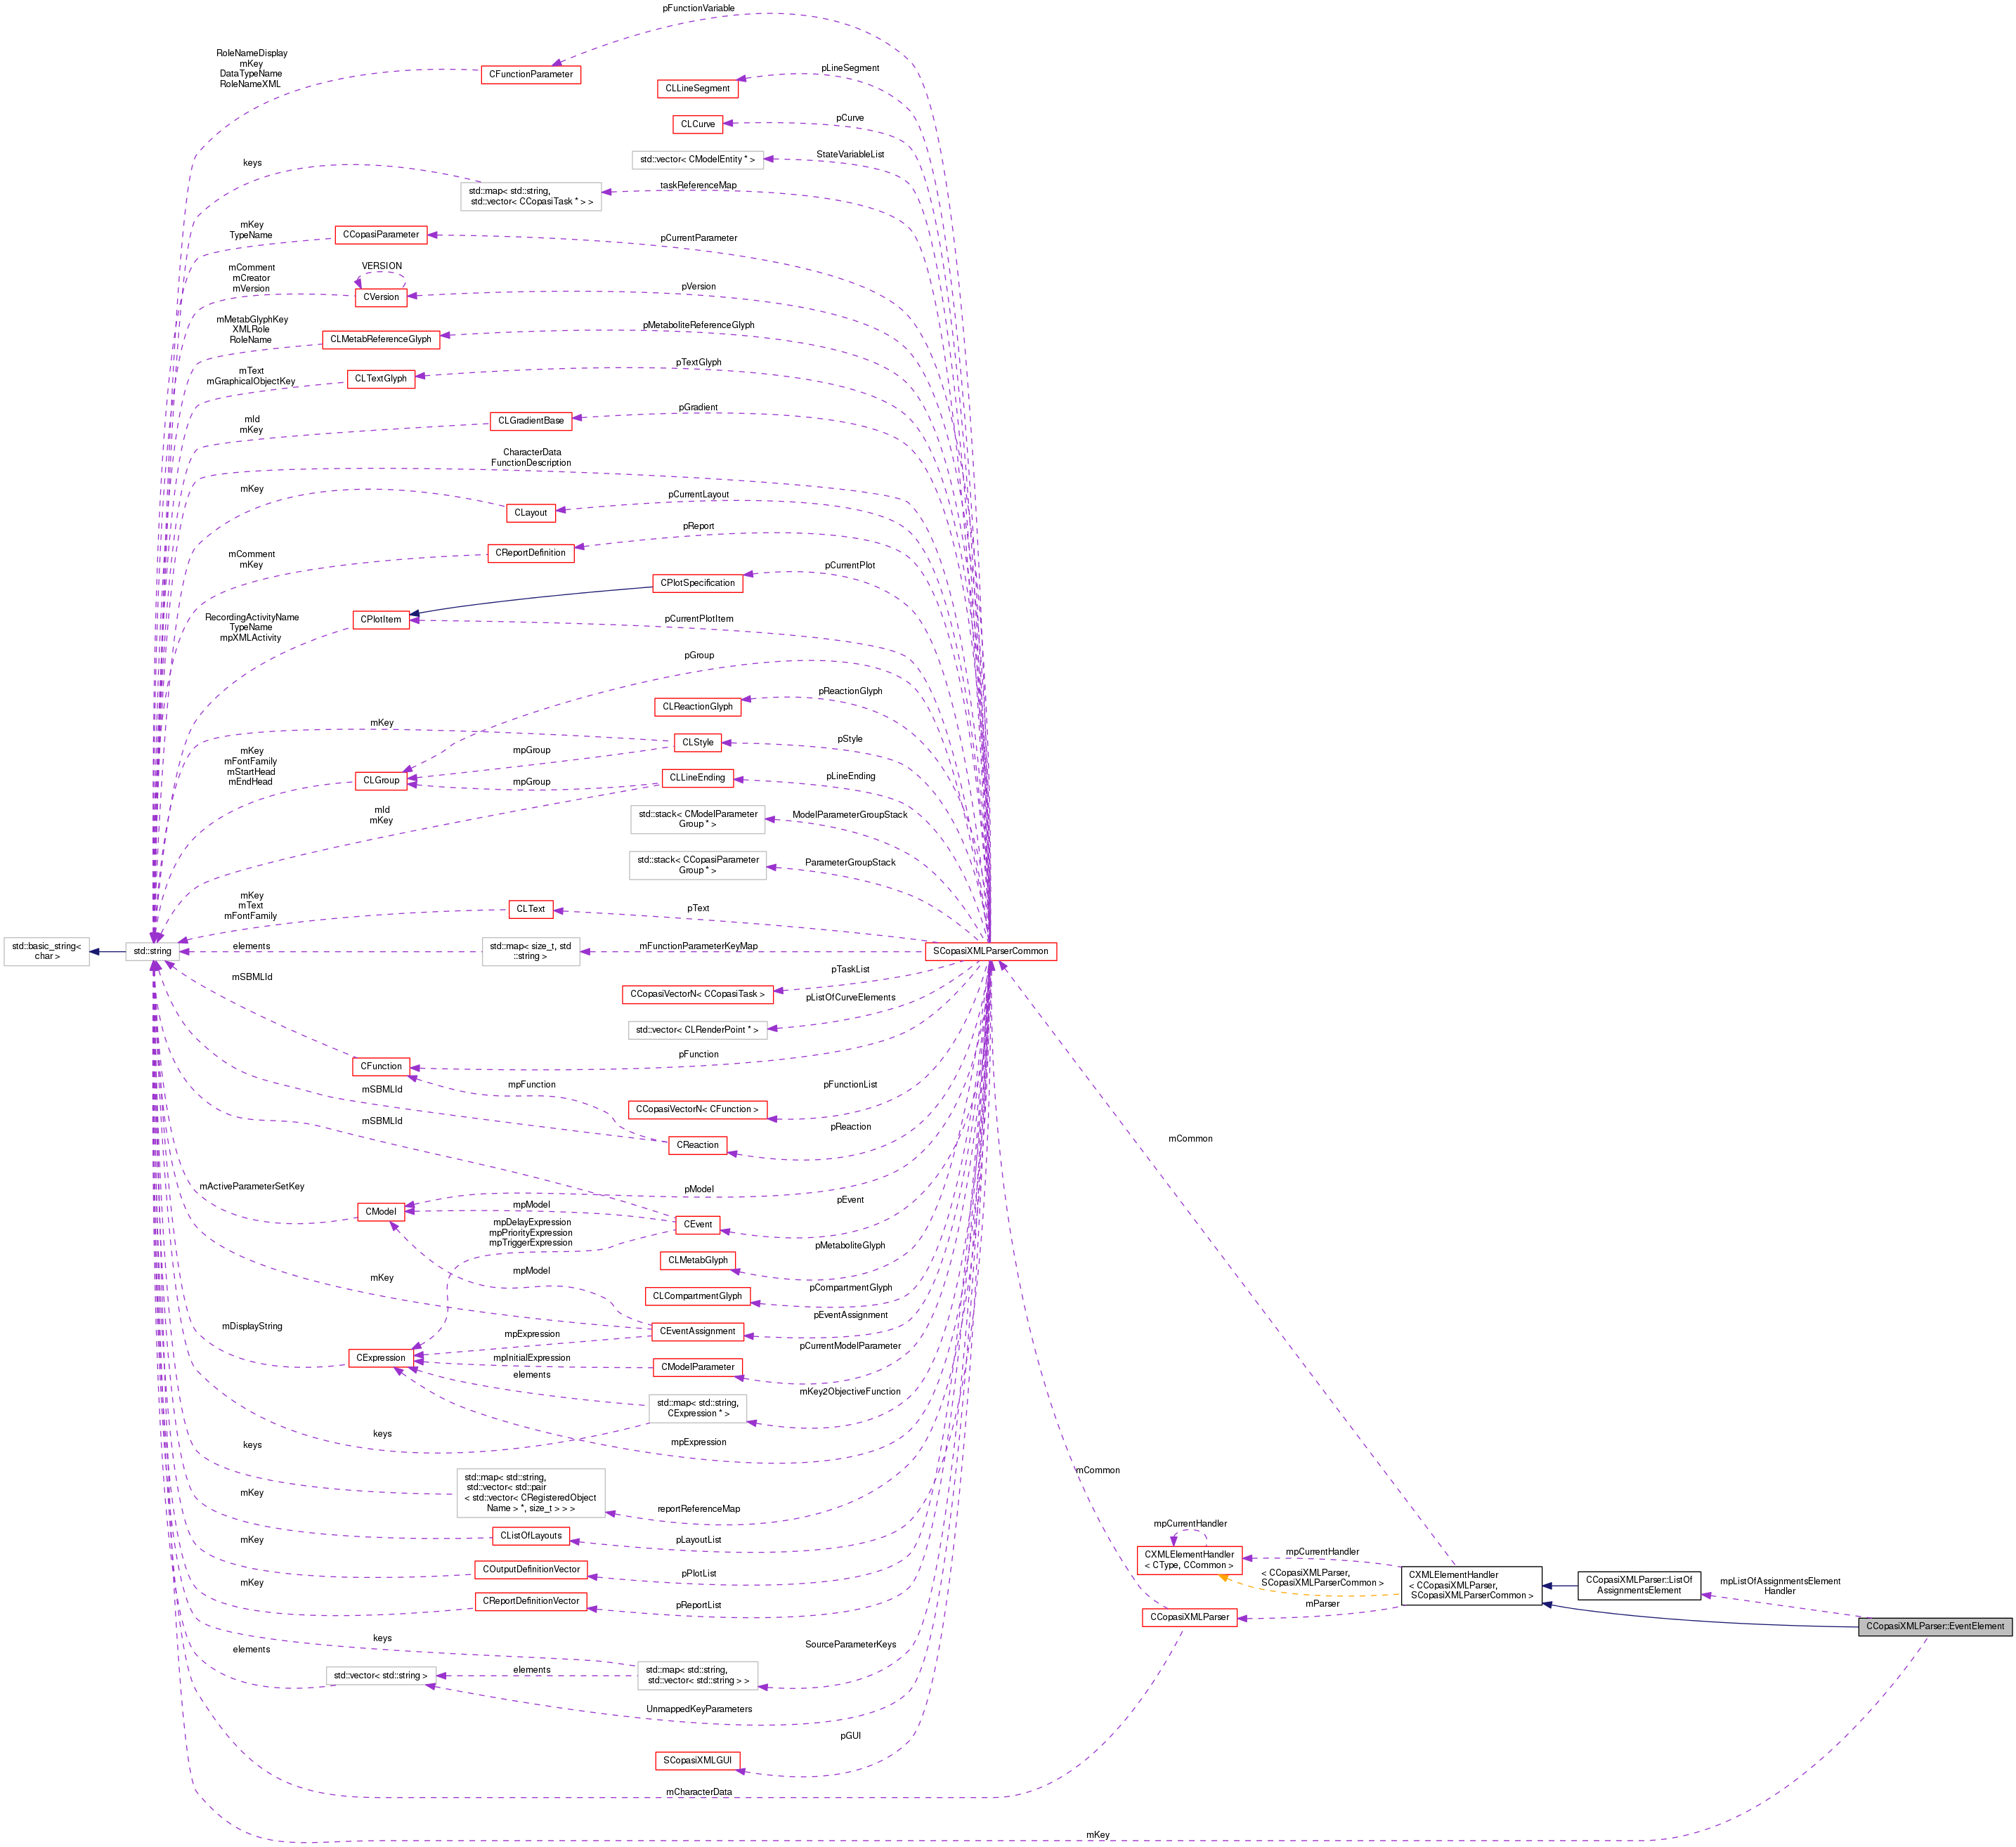 pFunctionVariable
RoleNameDisplay
mKey
DataTypeName
RoleNameXML
CFunctionParameter
pLineSegment
CLLineSegment
pCurve
CLCurve
StateVariableList
std::vector< CModelEntity * >
keys
std::map< std::string,
std::vector< CCopasiTask * > >
taskReferenceMap
mKey
TypeName
CCopasiParameter
pCurrentParameter
mComment
mCreator
mVersion
VERSION
CVersion
pVersion
mMetabGlyphKey
XMLRole
RoleName
CLMetabReferenceGlyph
pMetaboliteReferenceGlyph
mText
mGraphicalObjectKey
CLTextGlyph
pTextGlyph
mId
mKey
CLGradientBase
pGradient
CharacterData
FunctionDescription
mKey
CLayout
pCurrentLayout
mComment
mKey
CReportDefinition
pReport
CPlotSpecification
pCurrentPlot
RecordingActivityName
TypeName
mpXMLActivity
CPlotItem
pCurrentPlotItem
pGroup
CLReactionGlyph
pReactionGlyph
mKey
CLStyle
pStyle
mpGroup
mKey
mFontFamily
mStartHead
mEndHead
CLGroup
mpGroup
CLLineEnding
pLineEnding
mId
mKey
std::stack< CModelParameter
Group * >
ModelParameterGroupStack
std::stack< CCopasiParameter
Group * >
ParameterGroupStack
mKey
mText
mFontFamily
CLText
pText
std::basic_string<
char >
std::string
elements
std::map< size_t, std
::string >
mFunctionParameterKeyMap
SCopasiXMLParserCommon
mSBMLId
CCopasiVectorN< CCopasiTask >
pTaskList
std::vector< CLRenderPoint * >
pListOfCurveElements
CFunction
pFunction
mSBMLId
mpFunction
CCopasiVectorN< CFunction >
pFunctionList
mSBMLId
CReaction
pReaction
mCommon
mActiveParameterSetKey
CModel
mpModel
pModel
CEvent
pEvent
mpDelayExpression
mpPriorityExpression
mpTriggerExpression
CLMetabGlyph
pMetaboliteGlyph
mKey
mpModel
CLCompartmentGlyph
pCompartmentGlyph
mDisplayString
mpExpression
CEventAssignment
pEventAssignment
CExpression
mpInitialExpression
CModelParameter
pCurrentModelParameter
elements
std::map< std::string,
CExpression * >
mKey2ObjectiveFunction
keys
mpExpression
keys
std::map< std::string,
std::vector< std::pair
< std::vector< CRegisteredObject
Name > *, size_t > > >
reportReferenceMap
mCommon
mKey
CListOfLayouts
pLayoutList
mpCurrentHandler
CXMLElementHandler
< CType, CCommon >
mpCurrentHandler
< CCopasiXMLParser,
SCopasiXMLParserCommon >
CXMLElementHandler
< CCopasiXMLParser,
SCopasiXMLParserCommon >
CCopasiXMLParser::ListOf
AssignmentsElement
mpListOfAssignmentsElement
Handler
mKey
COutputDefinitionVector
pPlotList
mKey
CReportDefinitionVector
pReportList
mParser
CCopasiXMLParser
CCopasiXMLParser::EventElement
keys
elements
std::vector< std::string >
elements
std::map< std::string,
std::vector< std::string > >
SourceParameterKeys
UnmappedKeyParameters
pGUI
SCopasiXMLGUI
mCharacterData
mKey